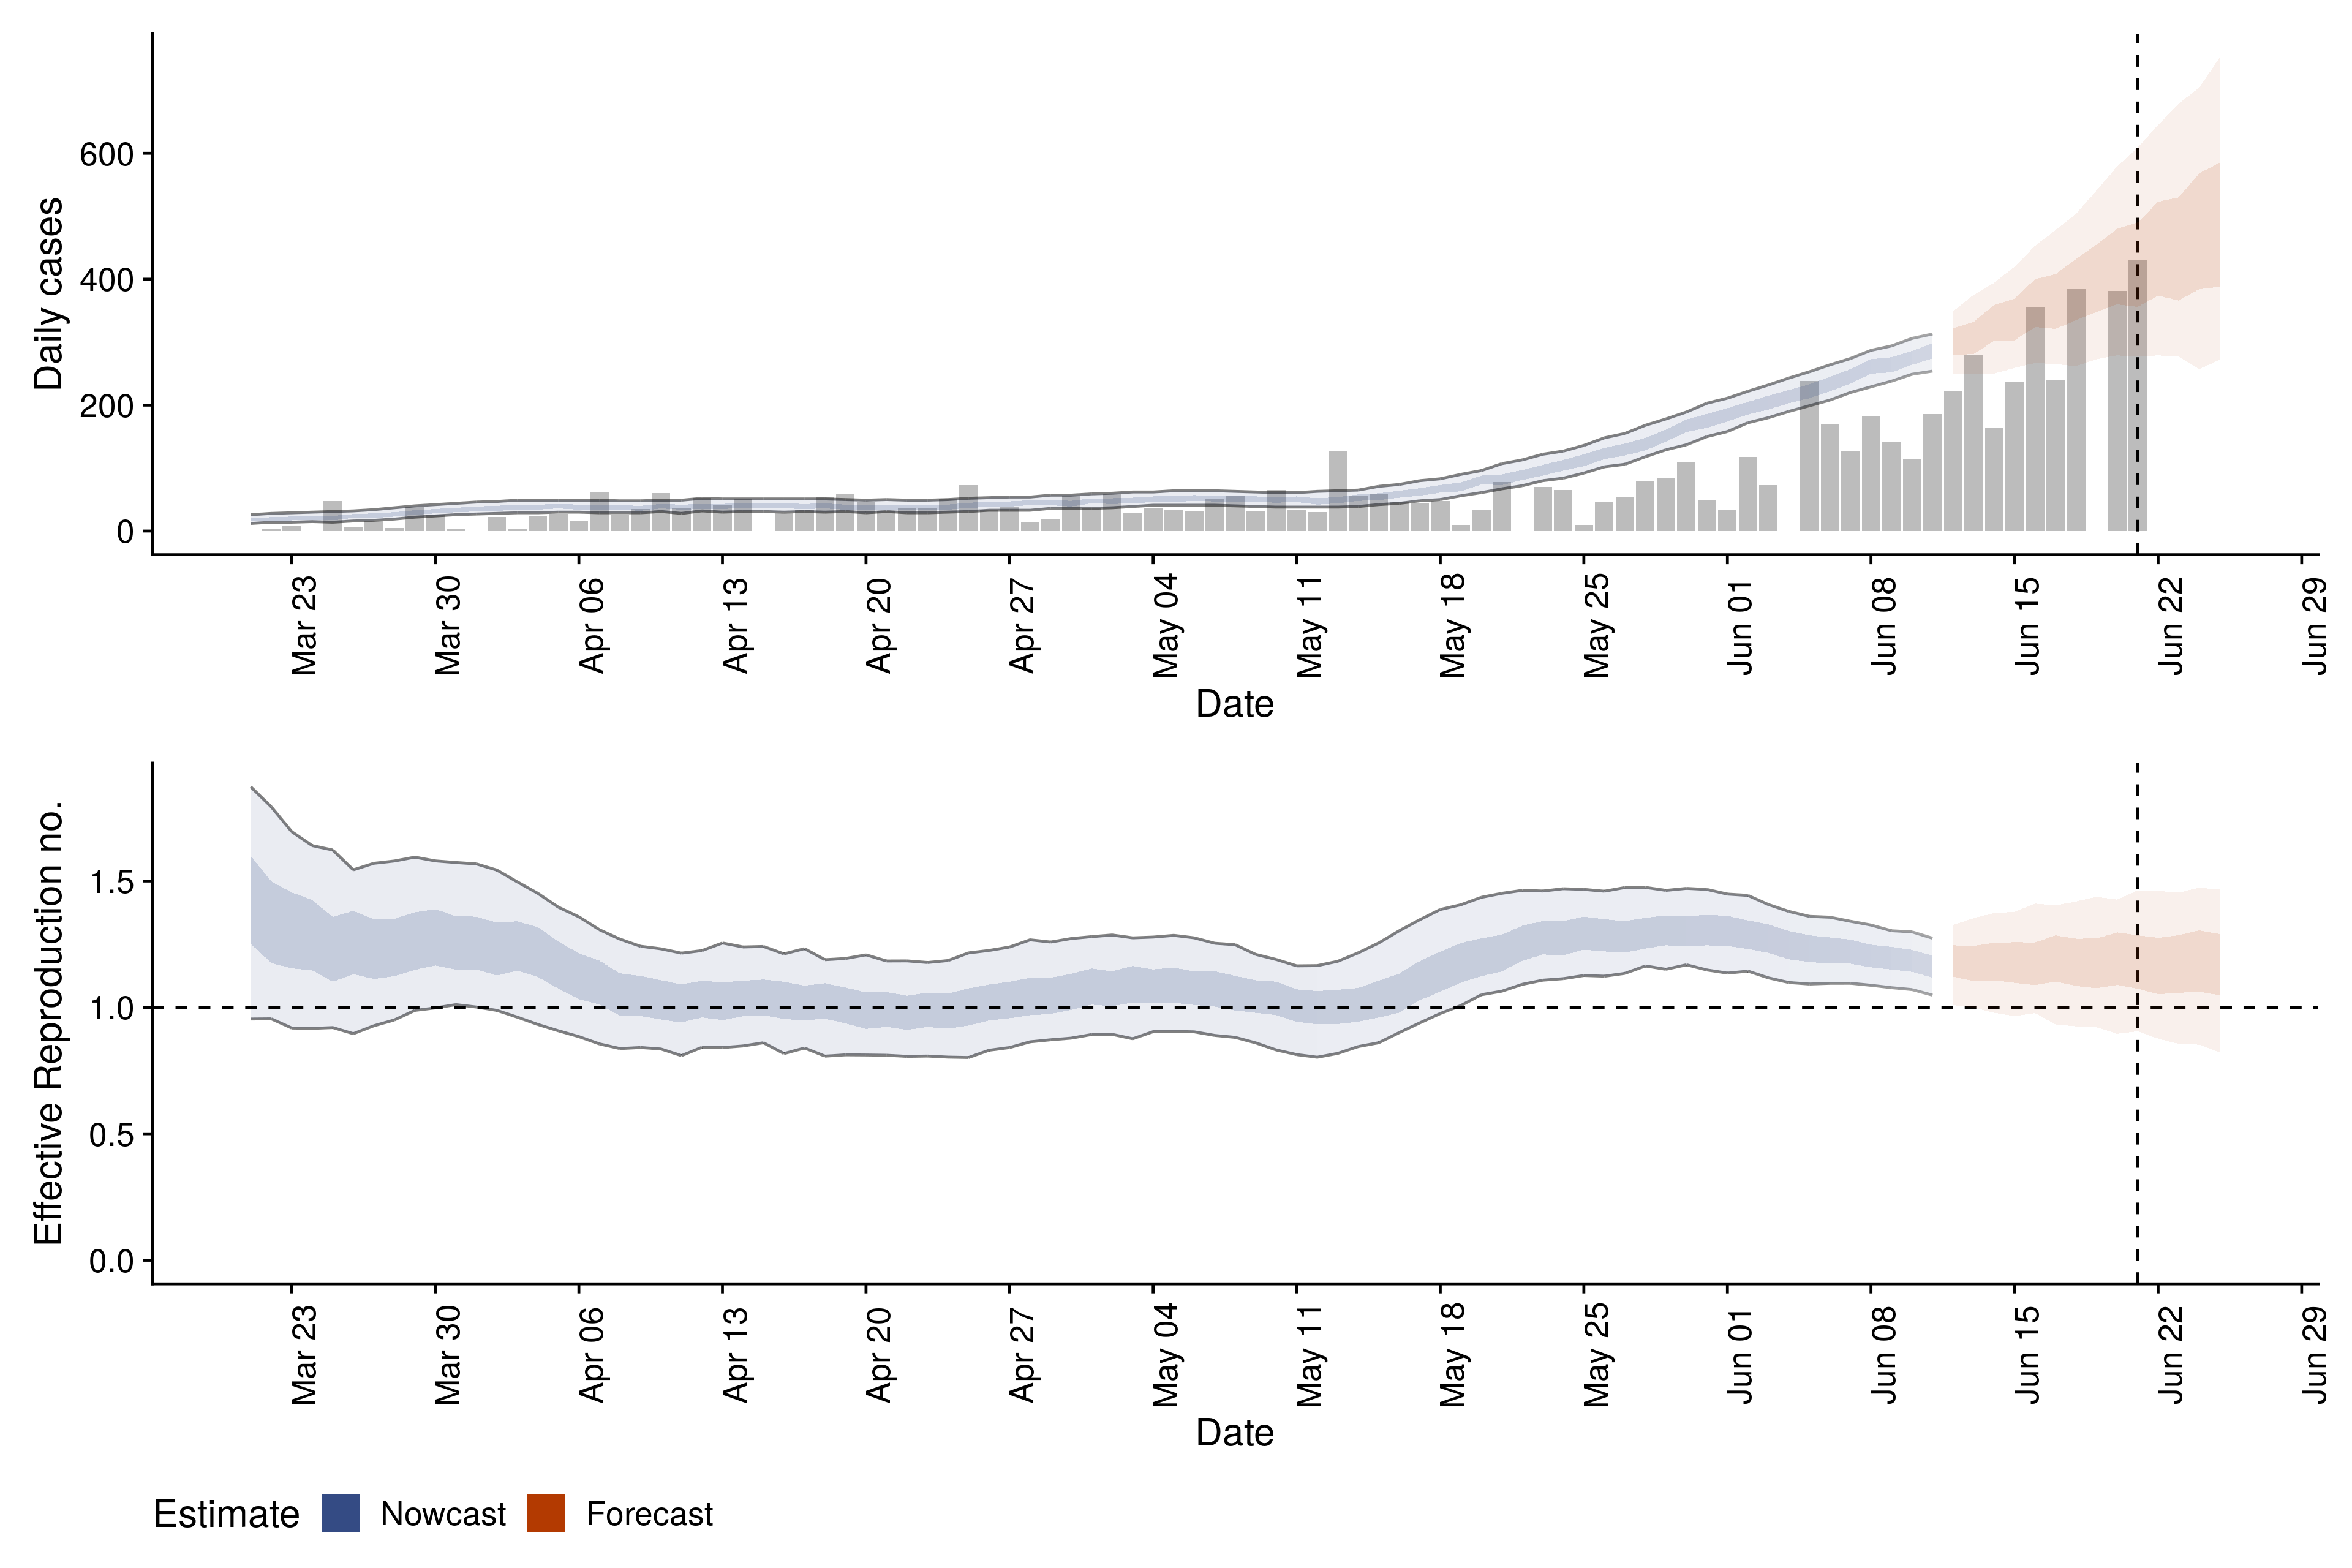 Daily cases
600
400
200
0
Mar 23
Mar 30
Apr 06
Apr 13
Apr 20
Apr 27
May 04
May 11
May 18
May 25
Jun 01
Jun 08
Jun 15
Jun 22
Jun 29
Date
Effective Reproduction no.
1.5
1.0
0.5
0.0
Mar 23
Mar 30
Apr 06
Apr 13
Apr 20
Apr 27
May 04
May 11
May 18
May 25
Jun 01
Jun 08
Jun 15
Jun 22
Jun 29
Date
Estimate Nowcast Forecast